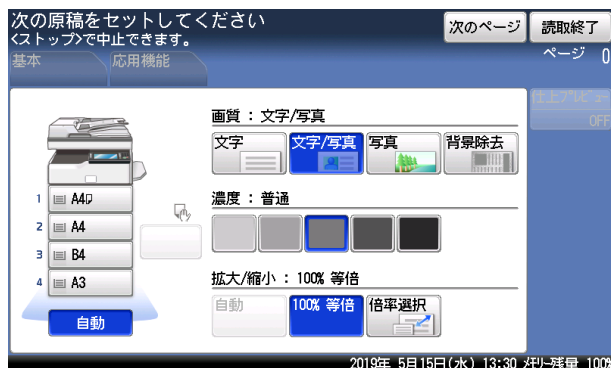 次の原稿をセットしてください
<ストップ>で中止できます。
次のページ
読取終了
基本
応用機能
ページ 0
仕上プレビュー
OFF
画質 : 文字/写真
文字
文字/写真
写真
背景除去
濃度 : 普通
1 A4
2 A4
3 B4
4 A3
自動
拡大/縮小 : 100% 等倍
自動
100% 等倍
倍率選択
2019年 5月15日(水) 13:30 メモリー残量 100%